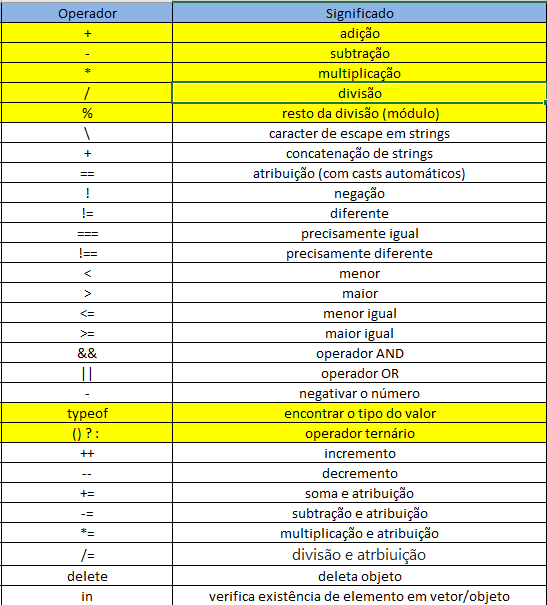 Operador Significado
+ adição
- subtração
* multiplicação
/ divisão
% resto da divisão (módulo)
\ caracter de escape em strings
+ concatenação de strings
== atribuição (com casts automáticos)
! negação
!= diferente
=== precisamente igual
!== precisamente diferente
< menor
> maior
<= menor igual
>= maior igual
&& operador AND
|| operador OR
- negativar o número
typeof encontrar o tipo do valor
() ? : operador ternário
++ incremento
-- decremento
+= soma e atribuição
-= subtração e atribuição
*= multiplicação e atribuição
/= divisão e atrbiuição
delete deleta objeto
in verifica existência de elemento em vetor/objeto